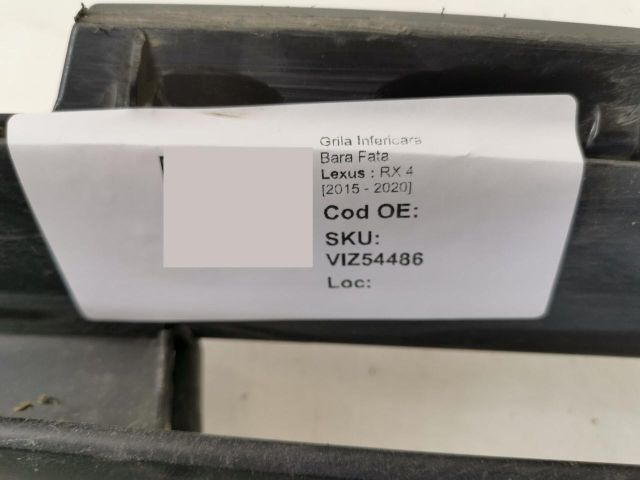 Grila Inferioara
Bara Fata
Lexus : RX 4
[2015 - 2020]
Cod OE:
SKU:
VIZ54486
Loc: